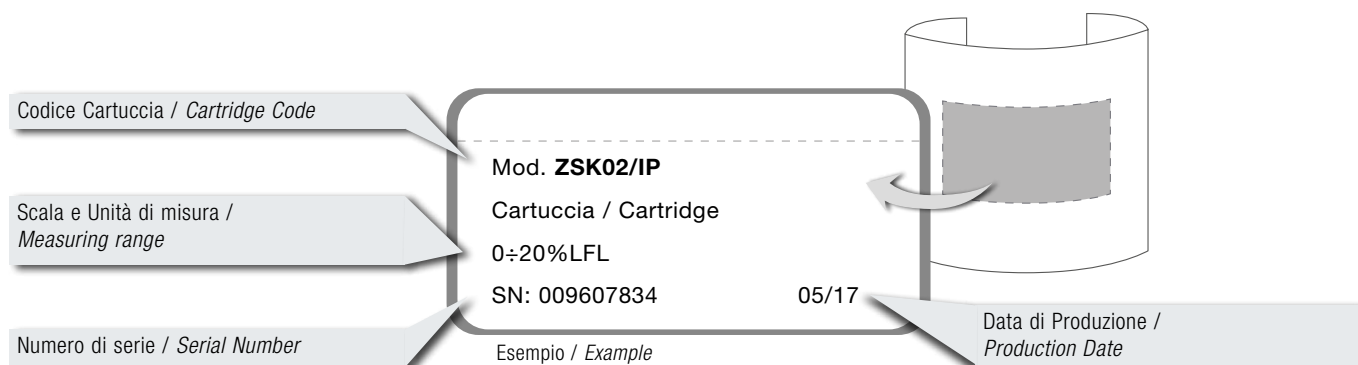 Codice Cartuccia / Cartridge Code
Mod. ZSK02/IP
Cartuccia / Cartridge
Scala e Unità di misura /
Measuring range
0÷20%LFL
SN: 009607834 05/17
Data di Produzione /
Production Date
Numero di serie / Serial Number
Esempio / Example